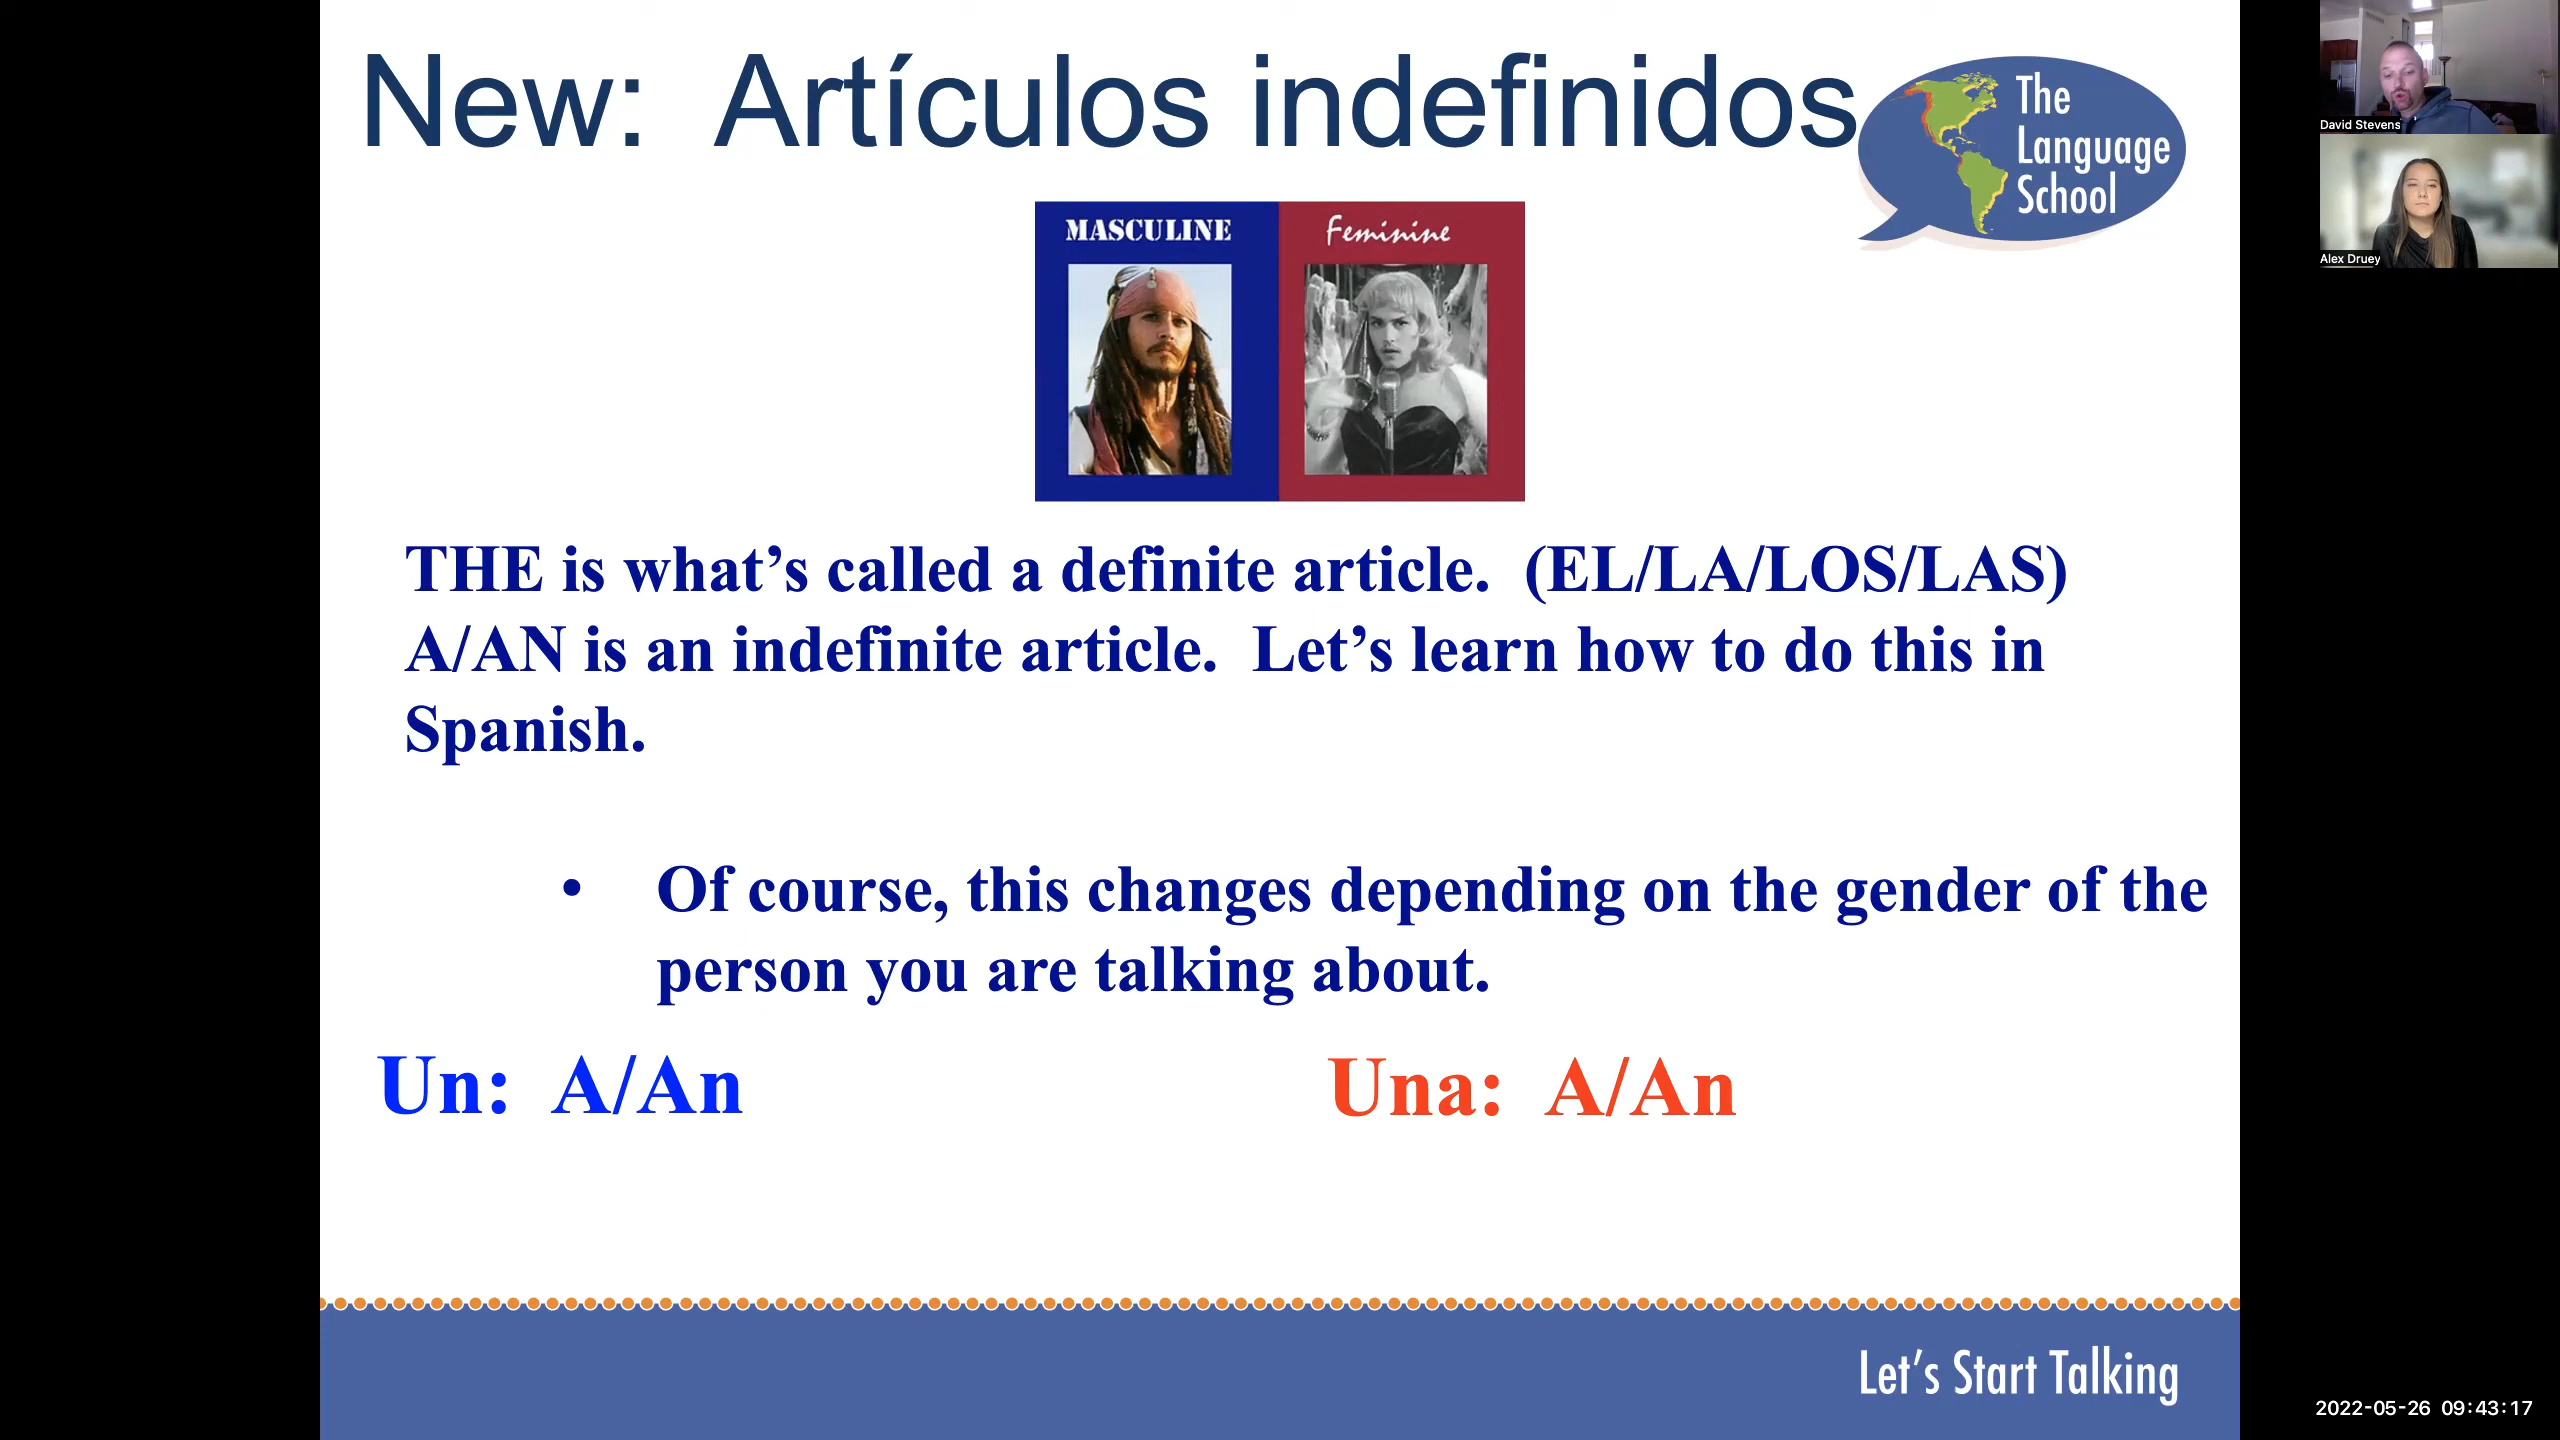 New: Artículos indefinidos
The
Language
School
MASCULINE
Feminine
THE is what’s called a definite article. (EL/LA/LOS/LAS)
A/AN is an indefinite article. Let’s learn how to do this in
Spanish.
• Of course, this changes depending on the gender of the
person you are talking about.
Un: A/An
Una: A/An
Let’s Start Talking
David Stevens
Alex Druey
2022-05-26 09:43:17